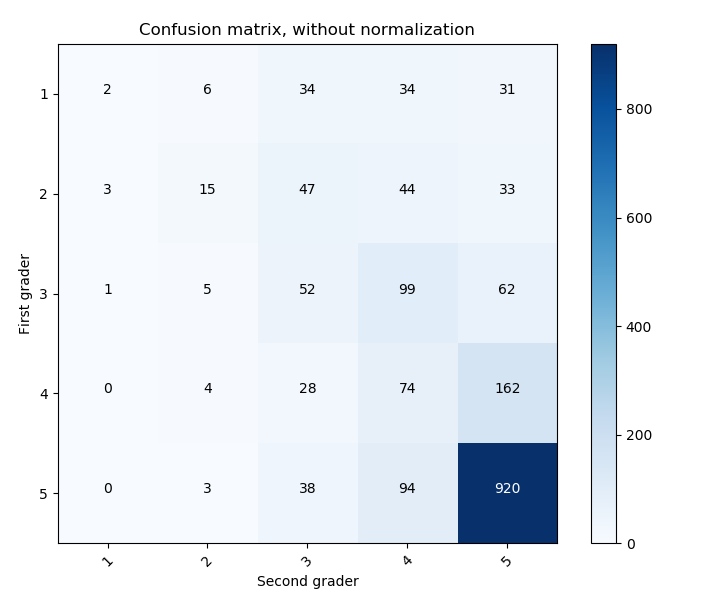 Confusion matrix, without normalization
First grader
1 2 6 34 34 31
2 3 15 47 44 33
3 1 5 52 99 62
4 0 4 28 74 162
5 0 3 38 94 920
1 2 3 4 5
Second grader
800
600
400
200
0